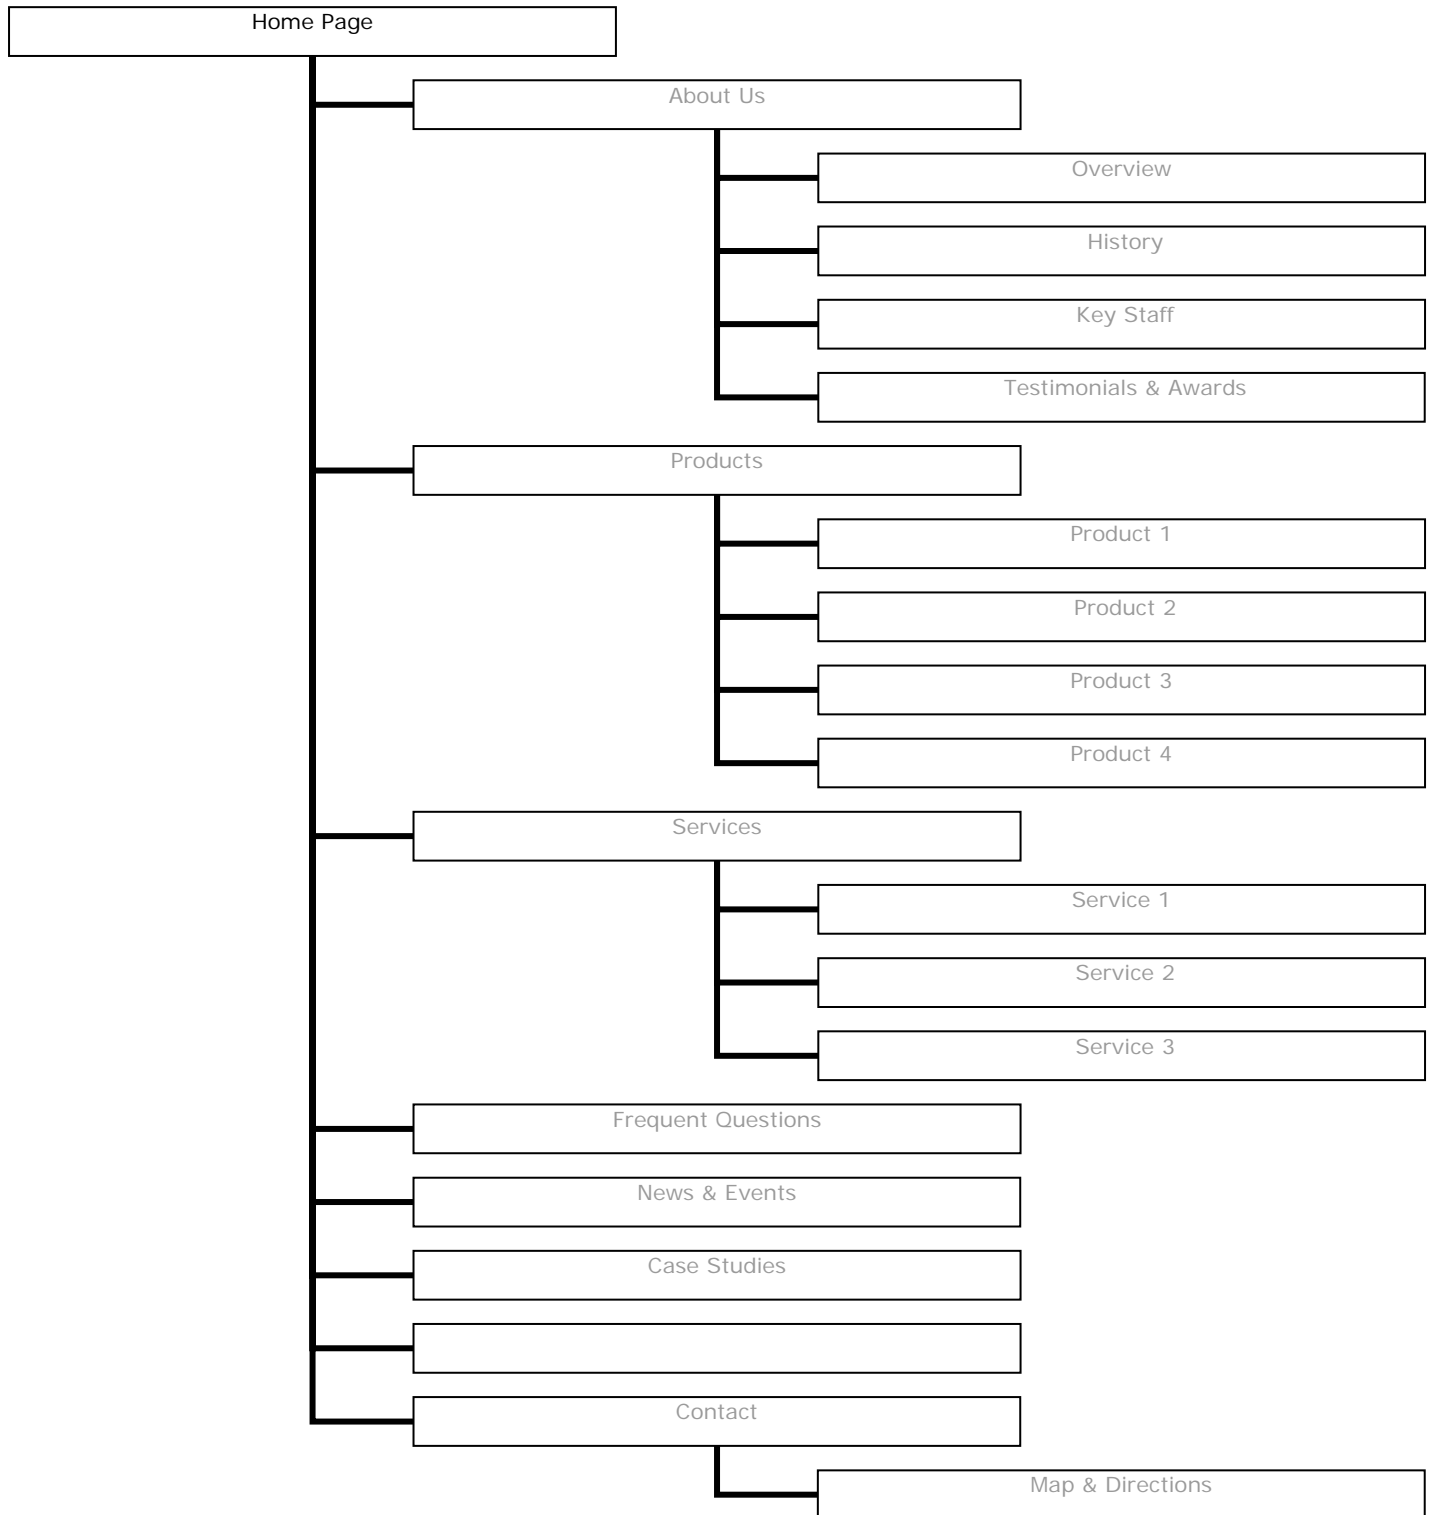 Home Page
About Us
Overview
History
Key Staff
Testimonials & Awards
Products
Product 1
Product 2
Product 3
Product 4
Services
Service 1
Service 2
Service 3
Frequent Questions
News & Events
Case Studies
Contact
Map & Directions